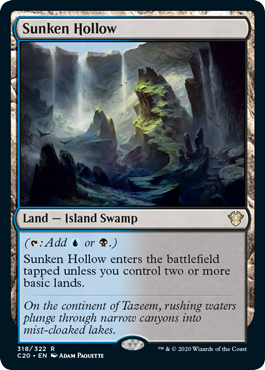 Sunken Hollow
Land — Island Swamp
(: Add or .)
Sunken Hollow enters the battlefield
tapped unless you control two or more
basic lands.
On the continent of Tazeem, rushing waters
plunge through narrow canyons into
mist-cloaked lakes.
318/322 R
C20 • EN Adam Paquette
™ & © 2020 Wizards of the Coast